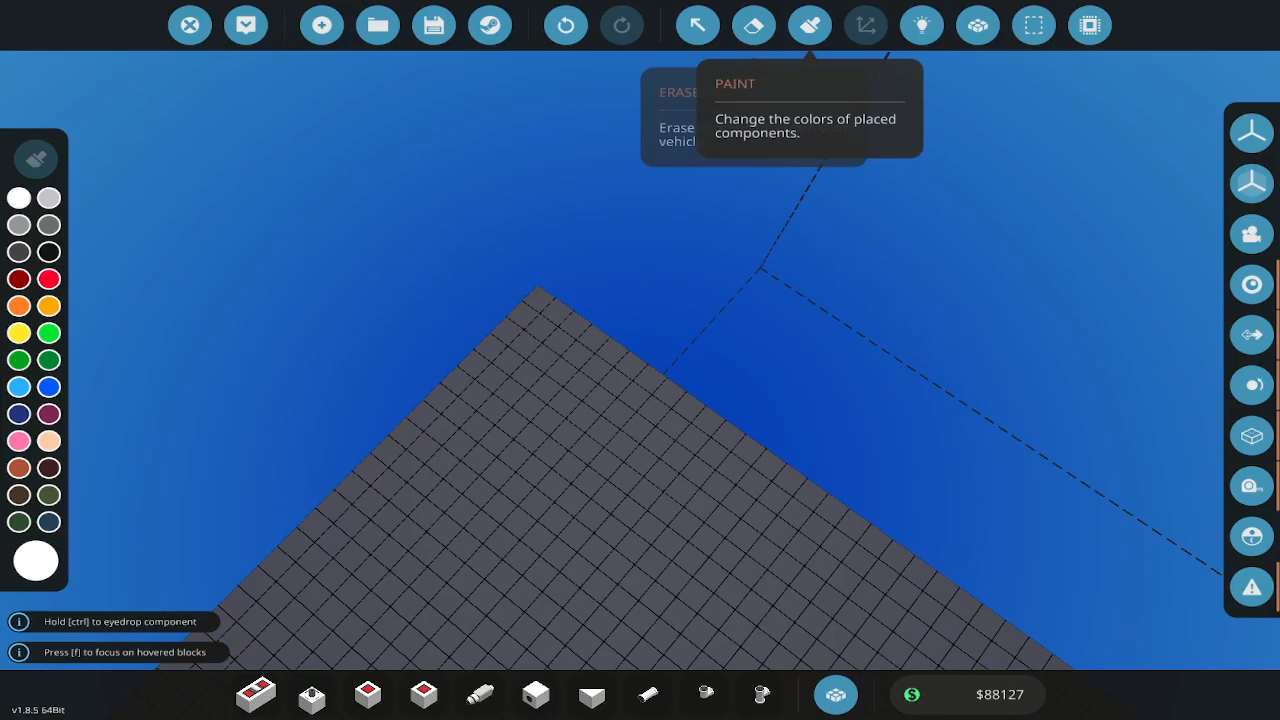 ERASE
Erase
vehicl
PAINT
Change the colors of placed
components.
Hold [ctrl] to eyedrop component
Press [f] to focus on hovered blocks
v1.8.5 64Bit
$
$88127